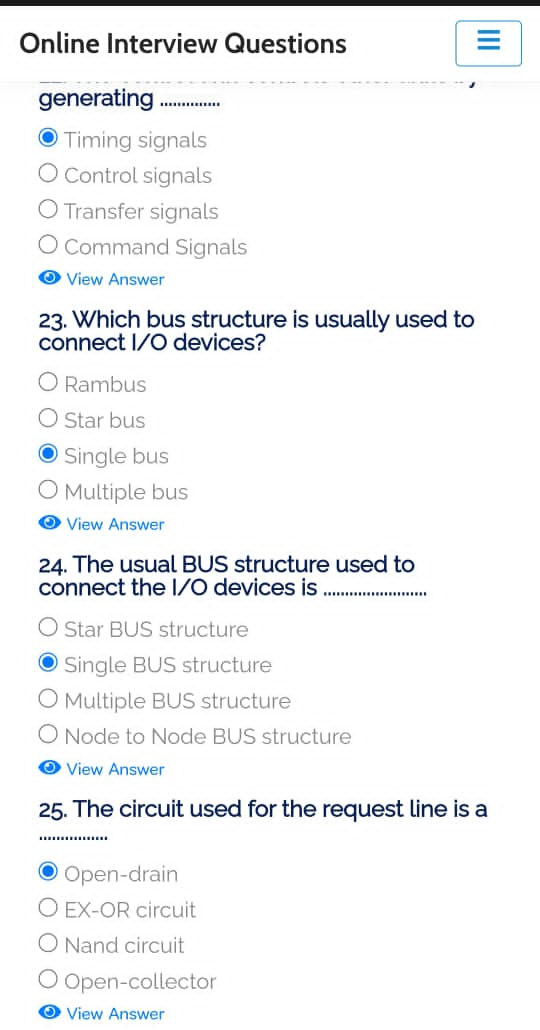 Online Interview Questions
generating ..............
Timing signals
Control signals
Transfer signals
Command Signals
View Answer
23. Which bus structure is usually used to
connect I/O devices?
Rambus
Star bus
Single bus
Multiple bus
View Answer
24. The usual BUS structure used to
connect the I/O devices is ........................
Star BUS structure
Single BUS structure
Multiple BUS structure
Node to Node BUS structure
View Answer
25. The circuit used for the request line is a
................
Open-drain
EX-OR circuit
Nand circuit
Open-collector
View Answer